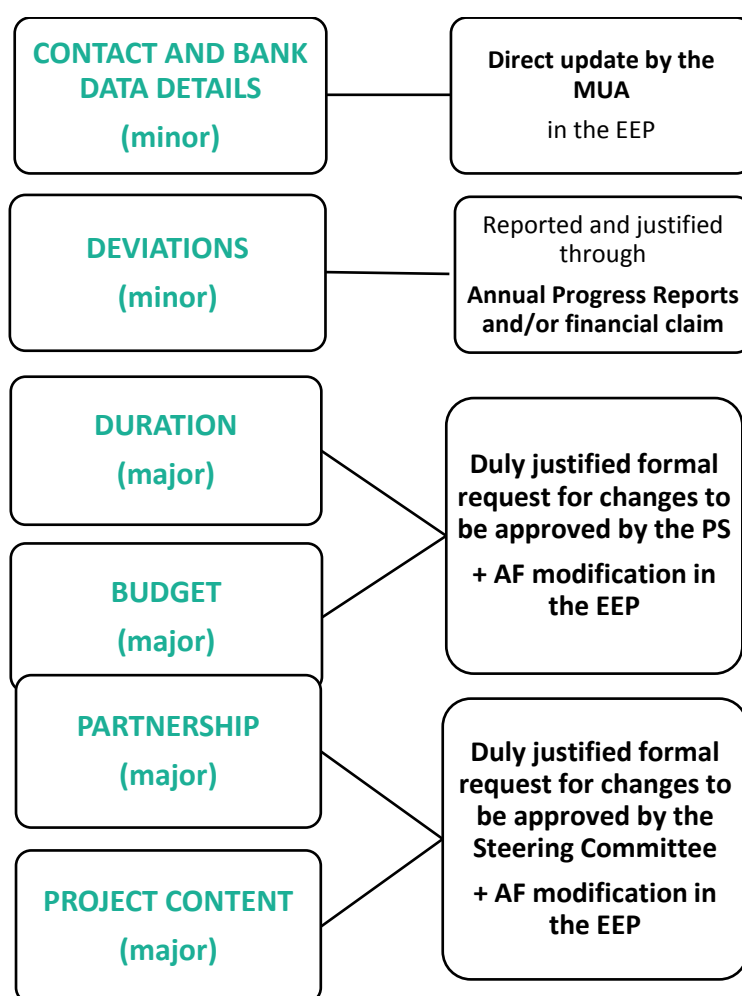 CONTACT AND BANK
DATA DETAILS
(minor)
Direct update by the
MUA
in the EEP
DEVIATIONS
(minor)
Reported and justified
through
Annual Progress Reports
and/or financial claim
DURATION
(major)
BUDGET
(major)
Duly justified formal
request for changes to
be approved by the PS
+ AF modification in
the EEP
PARTNERSHIP
(major)
PROJECT CONTENT
(major)
Duly justified formal
request for changes to
be approved by the
Steering Committee
+ AF modification in
the EEP